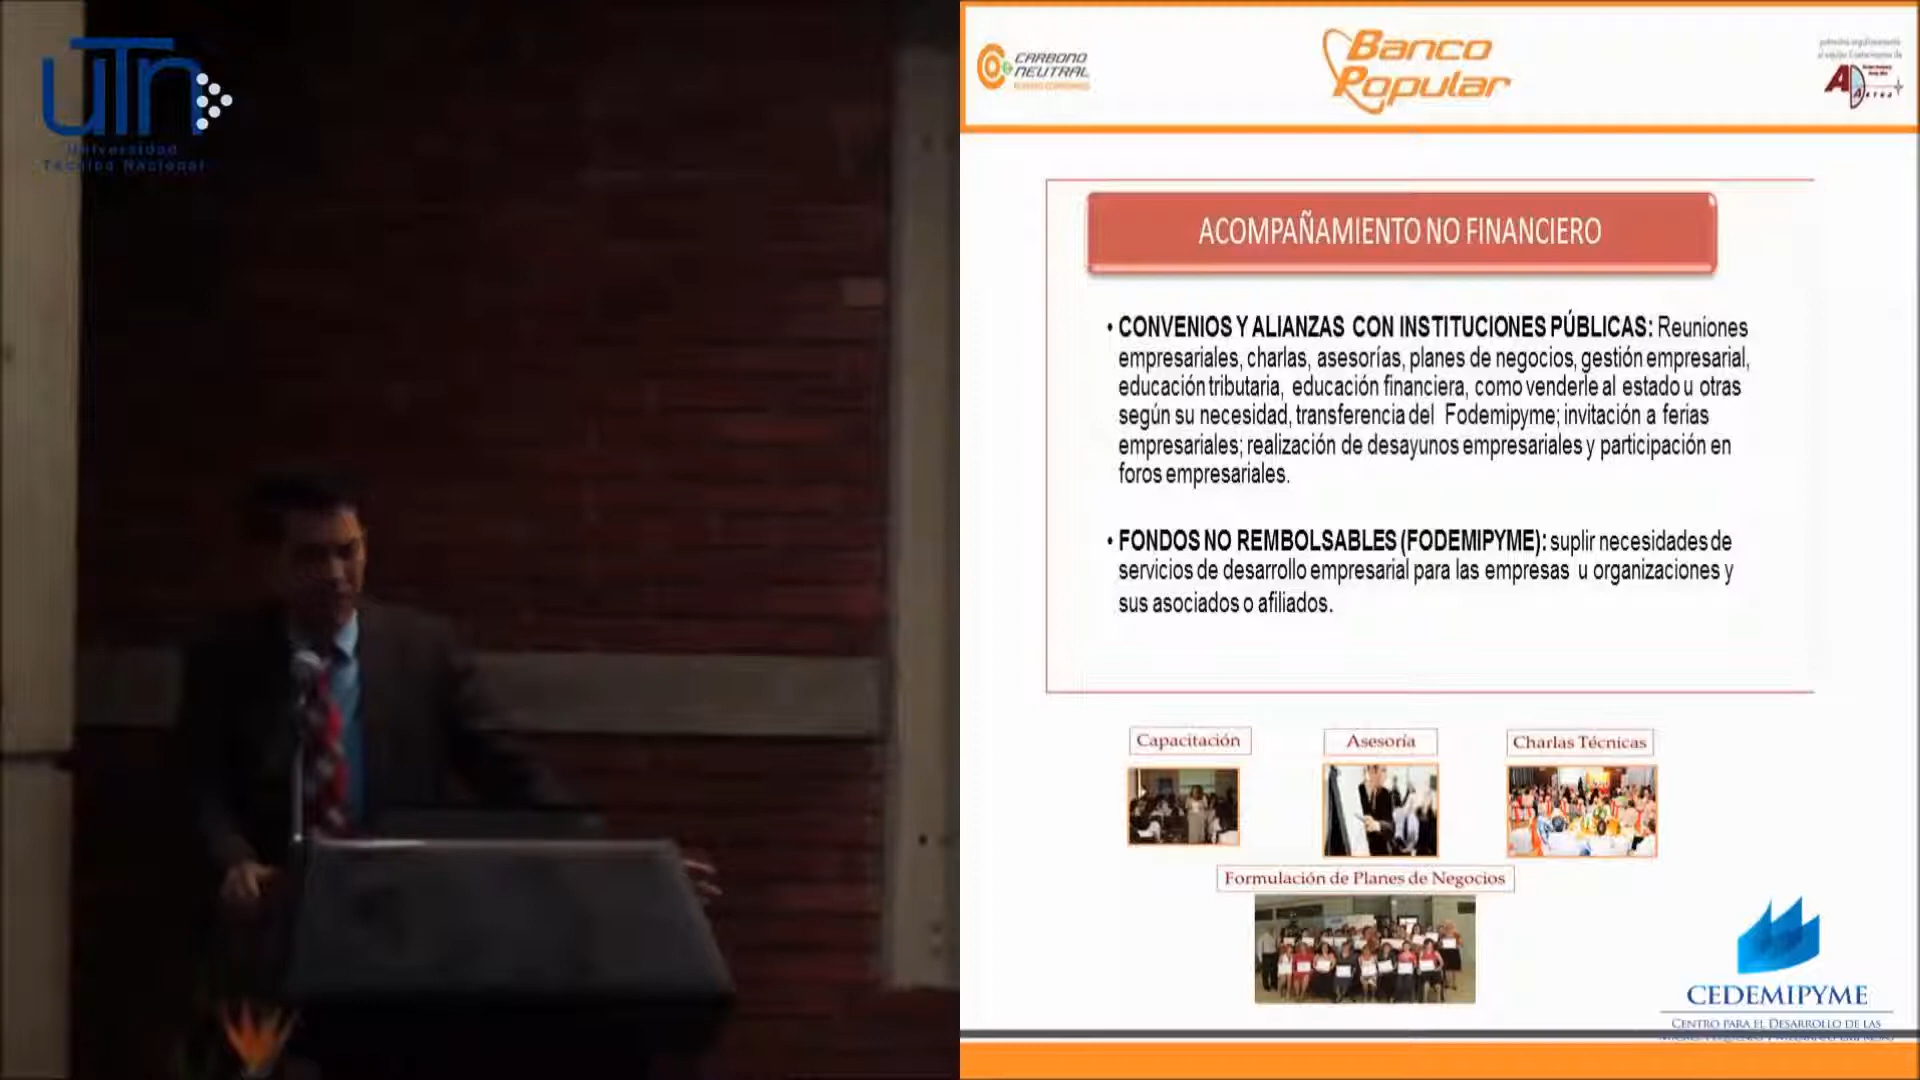 uTn
Universidad
Técnica Nacional
CARBONO
NEUTRAL
Banco
Popular
ACOMPAÑAMIENTO NO FINANCIERO
• CONVENIOS Y ALIANZAS CON INSTITUCIONES PÚBLICAS: Reuniones
empresariales, charlas, asesorías, planes de negocios, gestión empresarial,
educación tributaria, educación financiera, como venderle al estado u otras
según su necesidad, transferencia del Fodemipyme; invitación a ferias
empresariales; realización de desayunos empresariales y participación en
foros empresariales.
• FONDOS NO REMBOLSABLES (FODEMIPYME): suplir necesidades de
servicios de desarrollo empresarial para las empresas u organizaciones y
sus asociados o afiliados.
Capacitación
Asesoría
Charlas Técnicas
Formulación de Planes de Negocios
CEDEMIPYME
CENTRO PARA EL DESARROLLO DE LAS